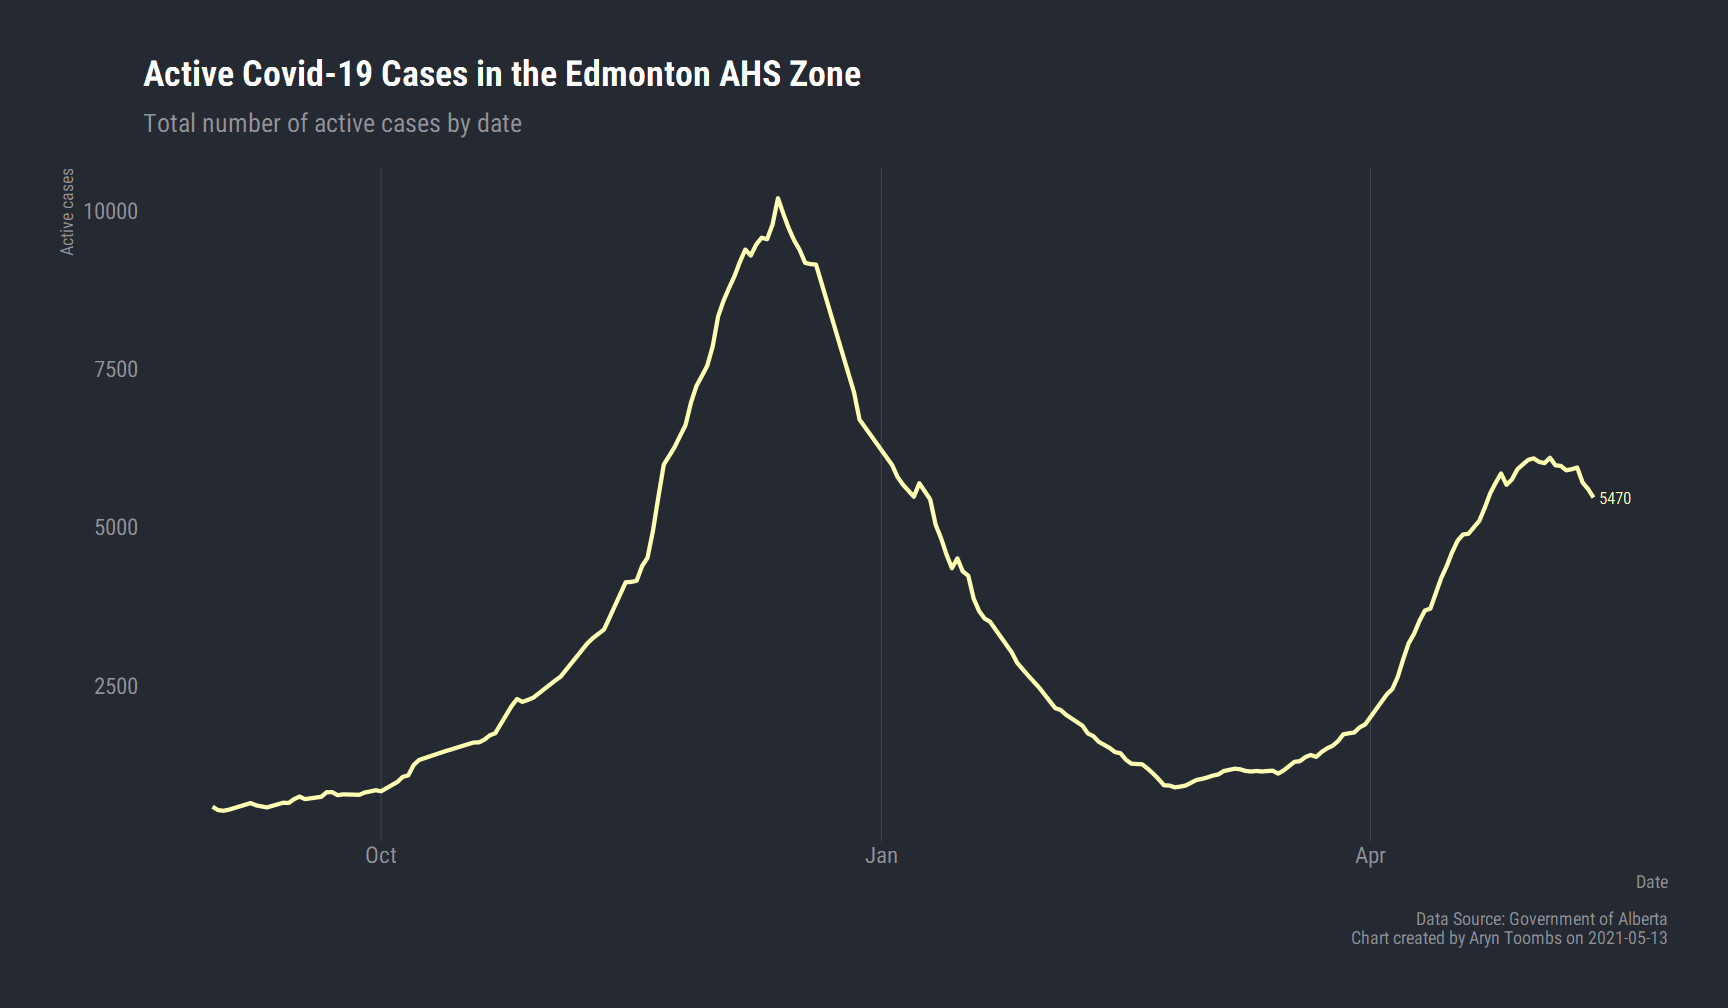 Active Covid-19 Cases in the Edmonton AHS Zone
Total number of active cases by date
Active cases
10000
7500
5000
2500
5470
Oct
Jan
Apr
Date
Data Source: Government of Alberta
Chart created by Aryn Toombs on 2021-05-13